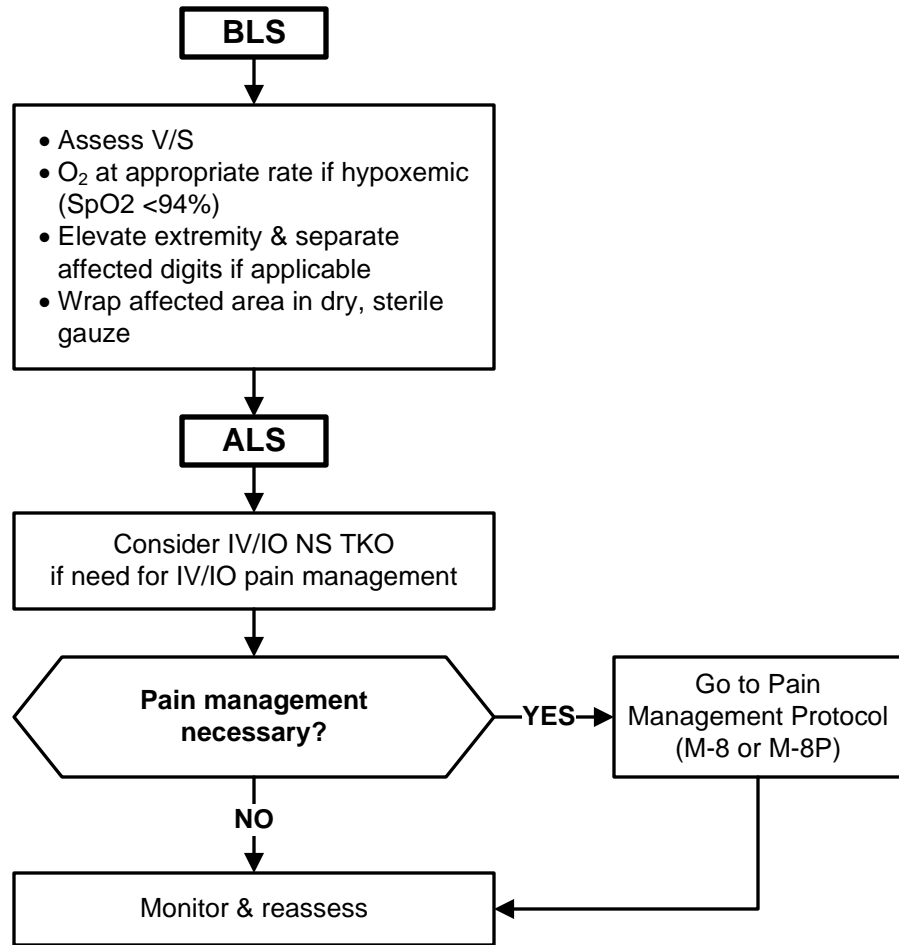 BLS
• Assess V/S
• O₂ at appropriate rate if hypoxemic
(SpO2 <94%)
• Elevate extremity & separate
affected digits if applicable
• Wrap affected area in dry, sterile
gauze
ALS
Consider IV/IO NS TKO
if need for IV/IO pain management
Pain management
necessary?
YES
Go to Pain
Management Protocol
(M-8 or M-8P)
NO
Monitor & reassess